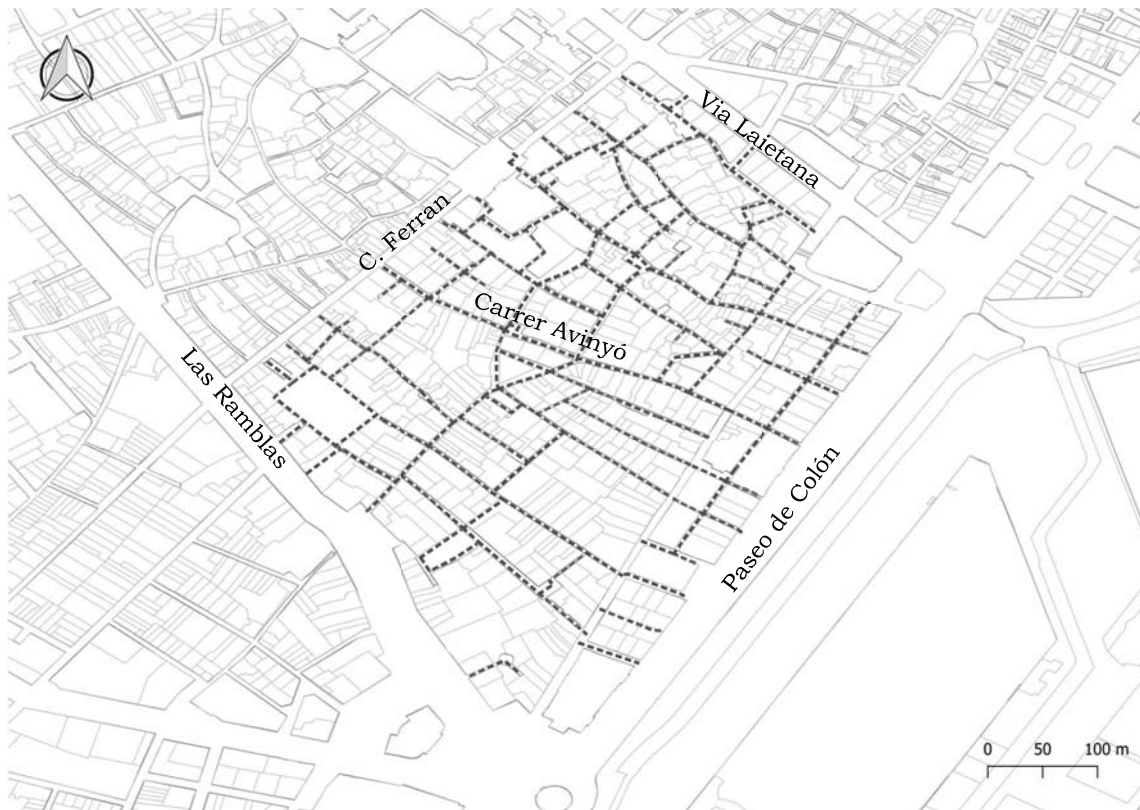 Via Laietana
C. Ferran
Carrer Avinyó
Las Ramblas
Paseo de Colón
0 50 100 m